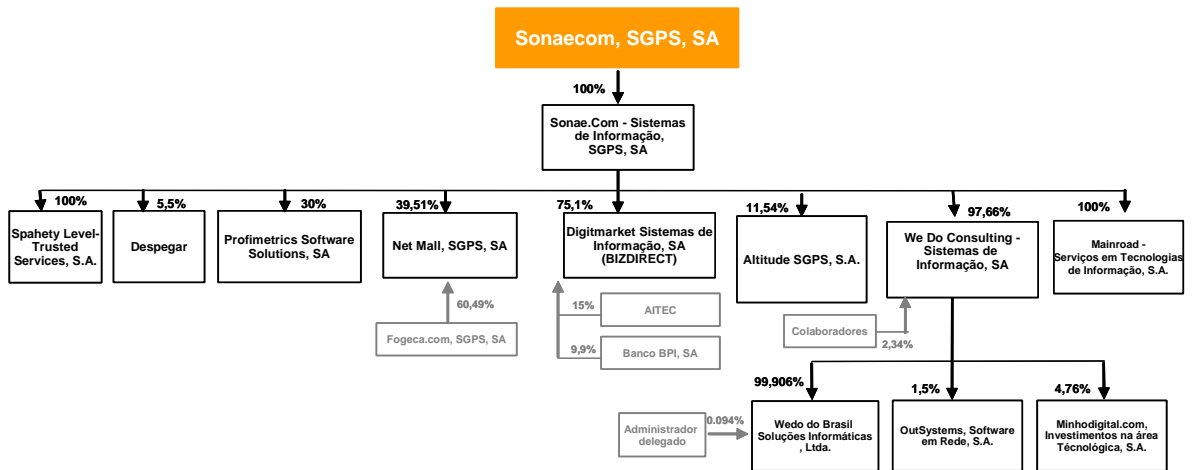 Sonaecom, SGPS, SA
100%
Sonae.Com - Sistemas
de Informação,
SGPS, SA
100%
5,5%
30%
39,51%
75,1%
11,54%
97,66%
100%
Spahety Level-
Trusted
Services, S.A.
Despegar
Profimetrics Software
Solutions, SA
Net Mall, SGPS, SA
Digitmarket Sistemas de
Informação, SA
(BIZDIRECT)
Altitude SGPS, S.A.
We Do Consulting -
Sistemas de
Informação, SA
Mainroad -
Serviços em Tecnologias
de Informação, S.A.
60,49%
Fogeca.com, SGPS, SA
15%
AITEC
9,9%
Banco BPI, SA
Colaboradores
2,34%
99,906%
1,5%
4,76%
Administrador
delegado
0.094%
Wedo do Brasil
Soluções Informáticas
, Ltda.
OutSystems, Software
em Rede, S.A.
Minhodigital.com,
Investimentos na área
Técnológica, S.A.